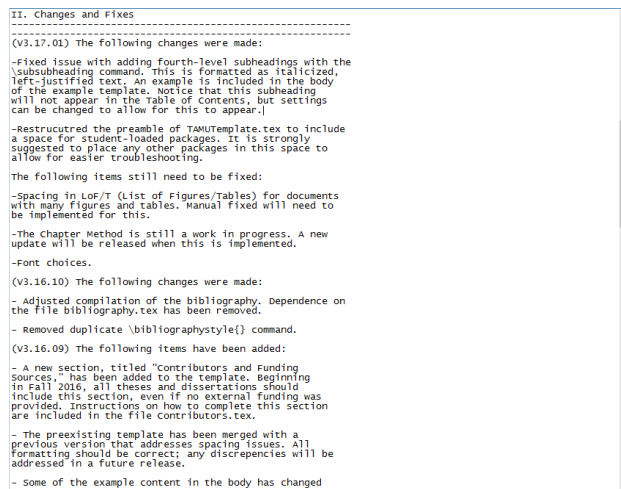 II. Changes and Fixes
--------------------------------------------------
--------------------------------------------------
(V3.17.01) The following changes were made:
-Fixed issue with adding fourth-level subheadings with the
\subsubheading command. This is formatted as italicized,
left-justified text. An example is included in the body
of the example template. Notice that this subheading
will not appear in the Table of Contents, but settings
can be changed to allow for this to appear.
-Restrucutred the preamble of TAMUTemplate.tex to include
a space for student-loaded packages. It is strongly
suggested to place any other packages in this space to
allow for easier troubleshooting.
The following items still need to be fixed:
-Spacing in LoF/T (List of Figures/Tables) for documents
with many figures and tables. Manual fixed will need to
be implemented for this.
-The Chapter Method is still a work in progress. A new
update will be released when this is implemented.
-Font choices.
(V3.16.10) The following changes were made:
- Adjusted compilation of the bibliography. Dependence on
the file bibliography.tex has been removed.
- Removed duplicate \bibliographystyle{} command.
(V3.16.09) The following items have been added:
- A new section, titled "Contributors and Funding
Sources," has been added to the template. Beginning
in Fall 2016, all theses and dissertations should
include this section, even if no external funding was
provided. Instructions on how to complete this section
are included in the file Contributors.tex.
- The preexisting template has been merged with a
previous version that addresses spacing issues. All
formatting should be correct; any discrepencies will be
addressed in a future release.
- Some of the example content in the body has changed